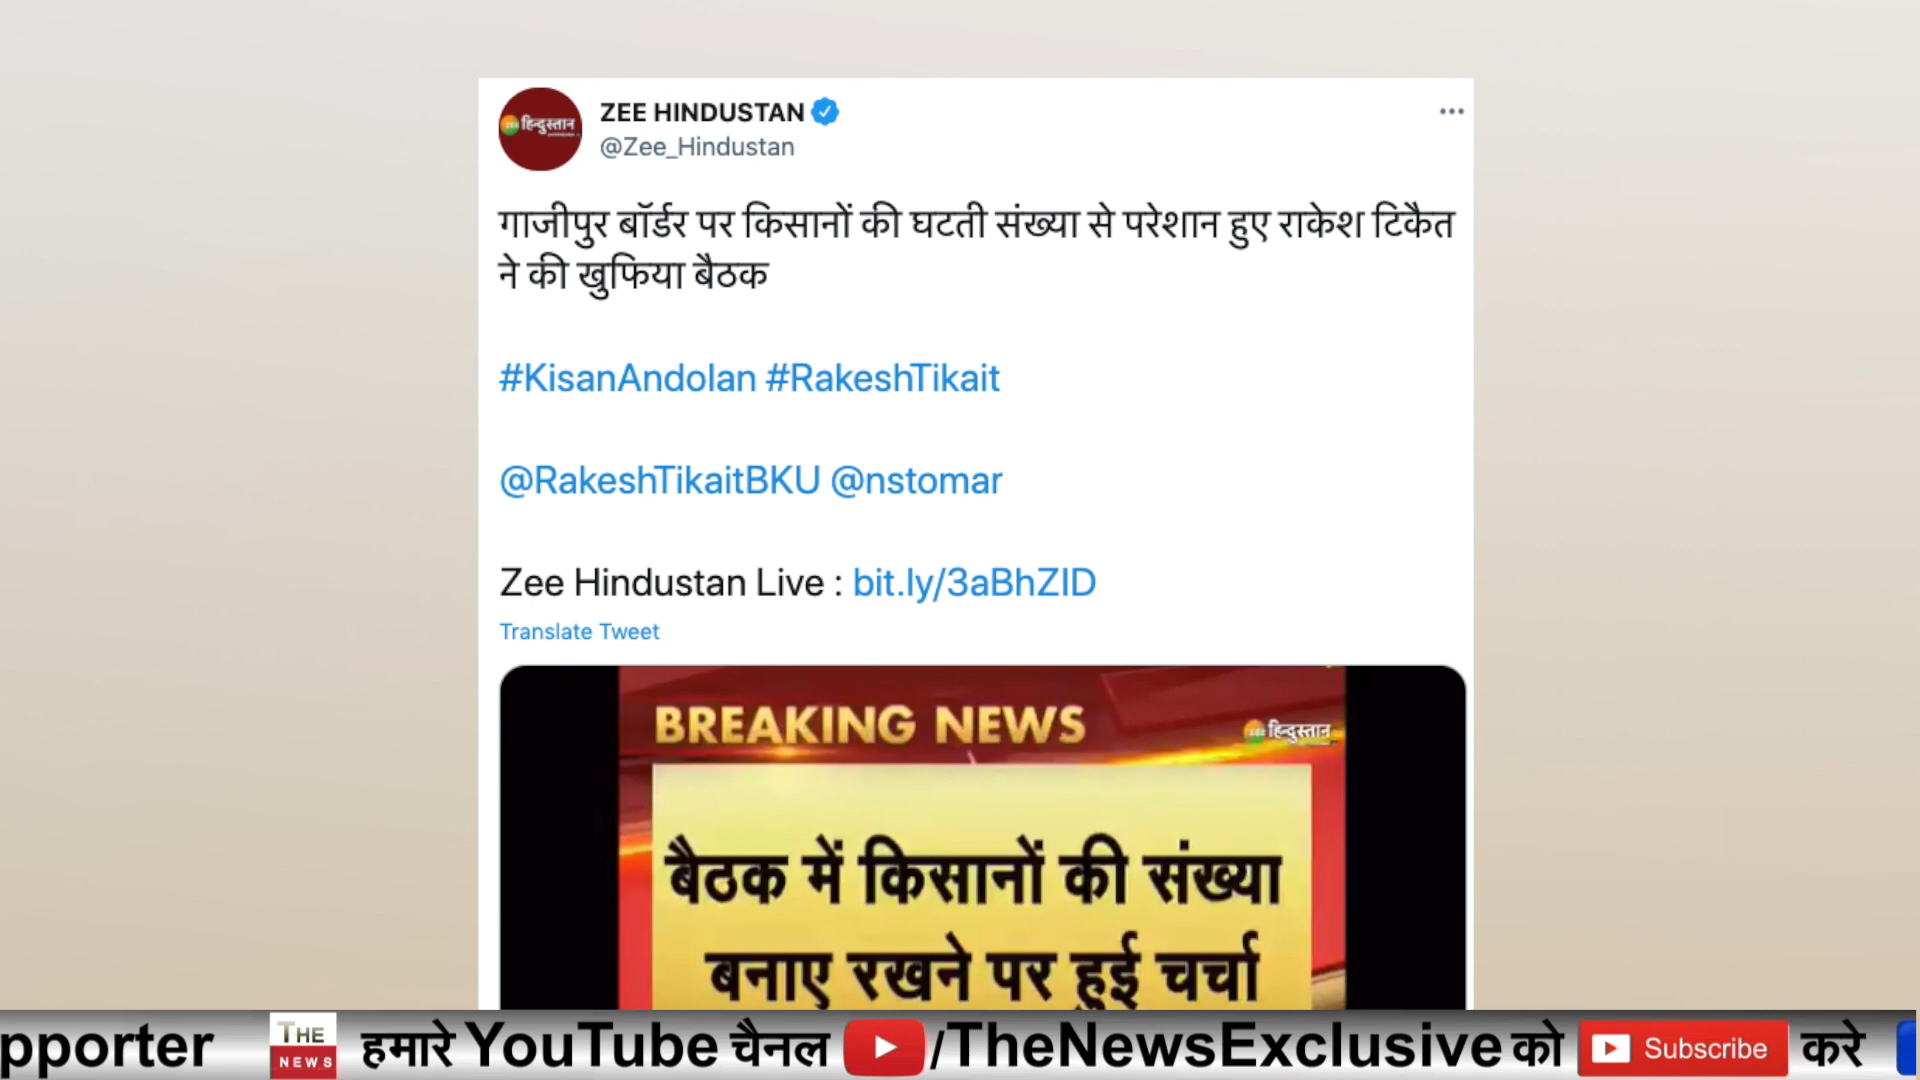 हिन्दुस्तान
ZEE HINDUSTAN
@Zee_Hindustan
गाजीपुर बॉर्डर पर किसानों की घटती संख्या से परेशान हुए राकेश टिकैत
ने की खुफिया बैठक
#KisanAndolan #RakeshTikait
@RakeshTikaitBKU @nstomar
Zee Hindustan Live : bit.ly/3aBhZID
Translate Tweet
BREAKING NEWS
हिन्दुस्तान
बैठक में किसानों की संख्या
बनाए रखने पर हुई चर्चा
pporter THE NEWS हमारे YouTube चैनल /TheNewsExclusive को Subscribe करे